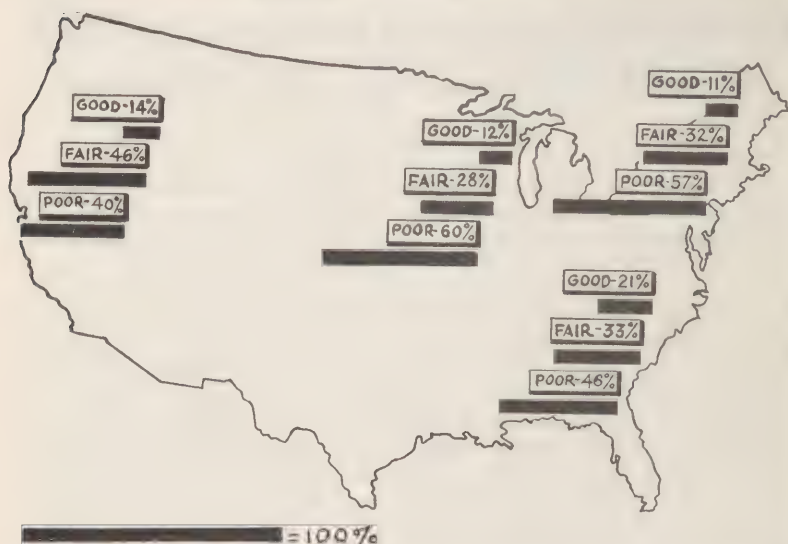 GOOD-14%
FAIR-46%
POOR-40%
GOOD-12%
FAIR-28%
POOR-60%
GOOD-11%
FAIR-32%
POOR-57%
GOOD-21%
FAIR-33%
POOR-46%
=100%